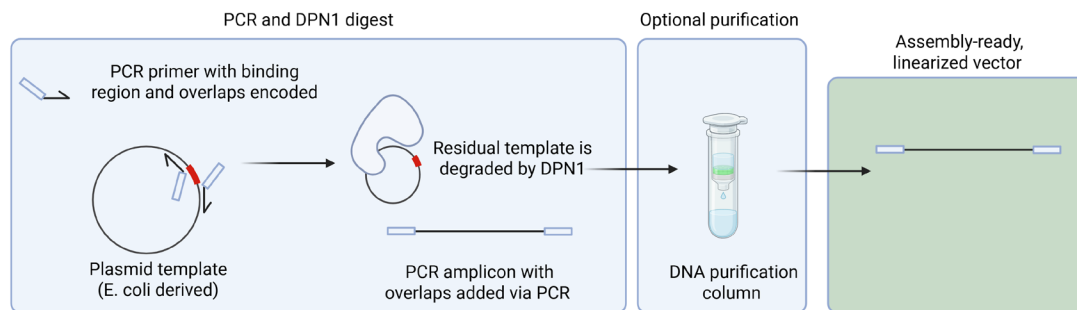 PCR and DPN1 digest
PCR primer with binding
region and overlaps encoded
Plasmid template
(E. coli derived)
Residual template is
degraded by DPN1
PCR amplicon with
overlaps added via PCR
Optional purification
DNA purification
column
Assembly-ready,
linearized vector